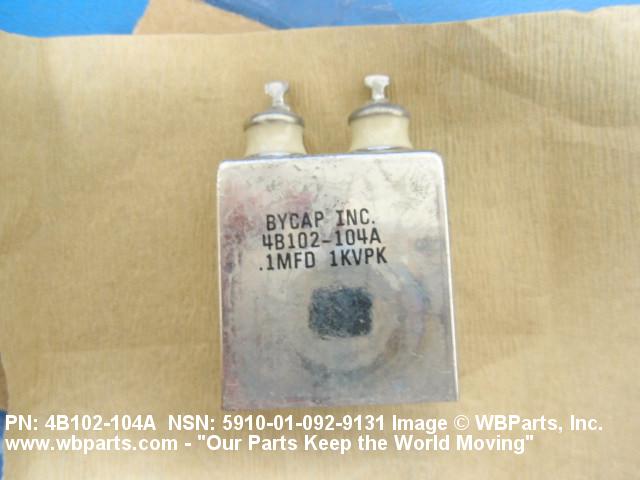 BYCAP INC.
4B102-104A
.1MFD 1KVPK
PN: 4B102-104A NSN: 5910-01-092-9131 Image © WBParts, Inc.
www.wbparts.com - "Our Parts Keep the World Moving"